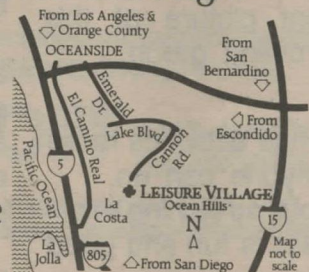 From Los Angeles &
Orange County
OCEANSIDE
From
San
Bernardino
Emerald
Dr.
El Camino Real
Lake Blvd.
Cannon
Rd.
From
Escondido
Pacific Ocean
5
LEISURE VILLAGE
Ocean Hills
La
Costa
N
15
La
Jolla
805
From San Diego
Map
not to
scale